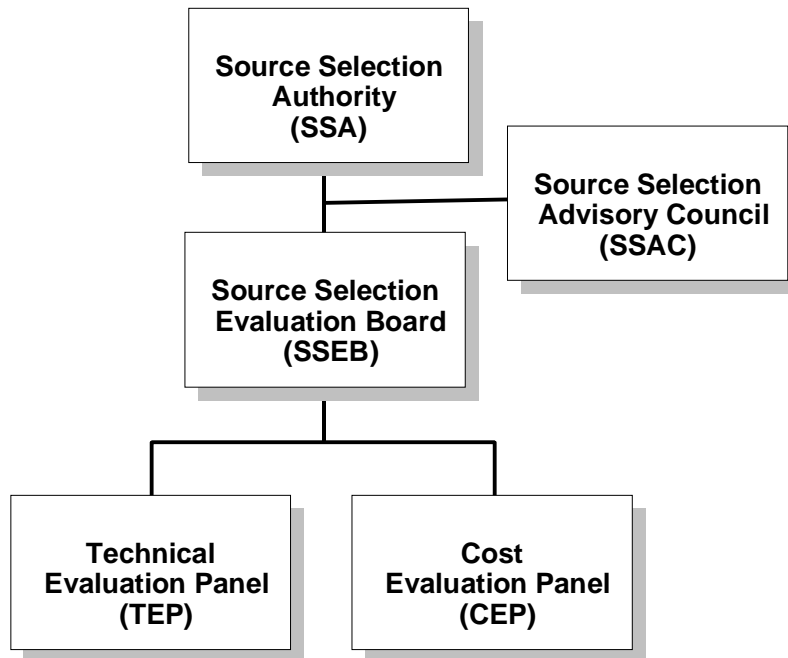 Source Selection
Authority
(SSA)
Source Selection
Advisory Council
(SSAC)
Source Selection
Evaluation Board
(SSEB)
Technical
Evaluation Panel
(TEP)
Cost
Evaluation Panel
(CEP)